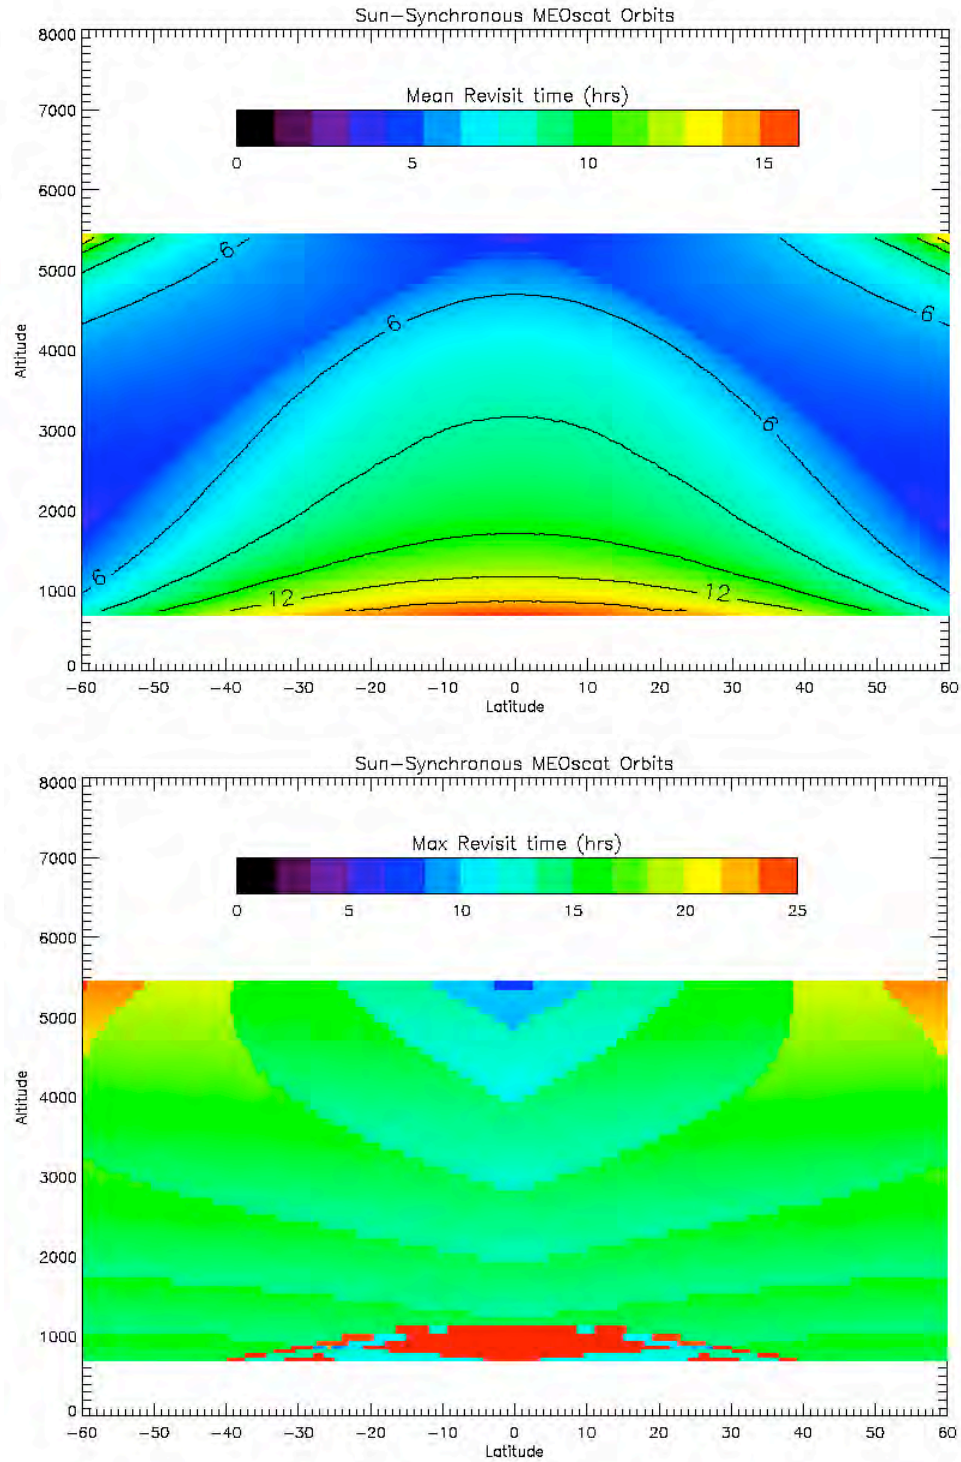 Sun−Synchronous MEOscat Orbits
8000
Mean Revisit time (hrs)
7000
0 5 10 15
6000
6
5000
6
6
4000
Altitude
6
3000
2000
6
1000
12 12
0
−60 −50 −40 −30 −20 −10 0 10 20 30 40 50 60
Latitude
Sun−Synchronous MEOscat Orbits
8000
Max Revisit time (hrs)
7000
0 5 10 15 20 25
6000
5000
4000
Altitude
3000
2000
1000
0
−60 −50 −40 −30 −20 −10 0 10 20 30 40 50 60
Latitude